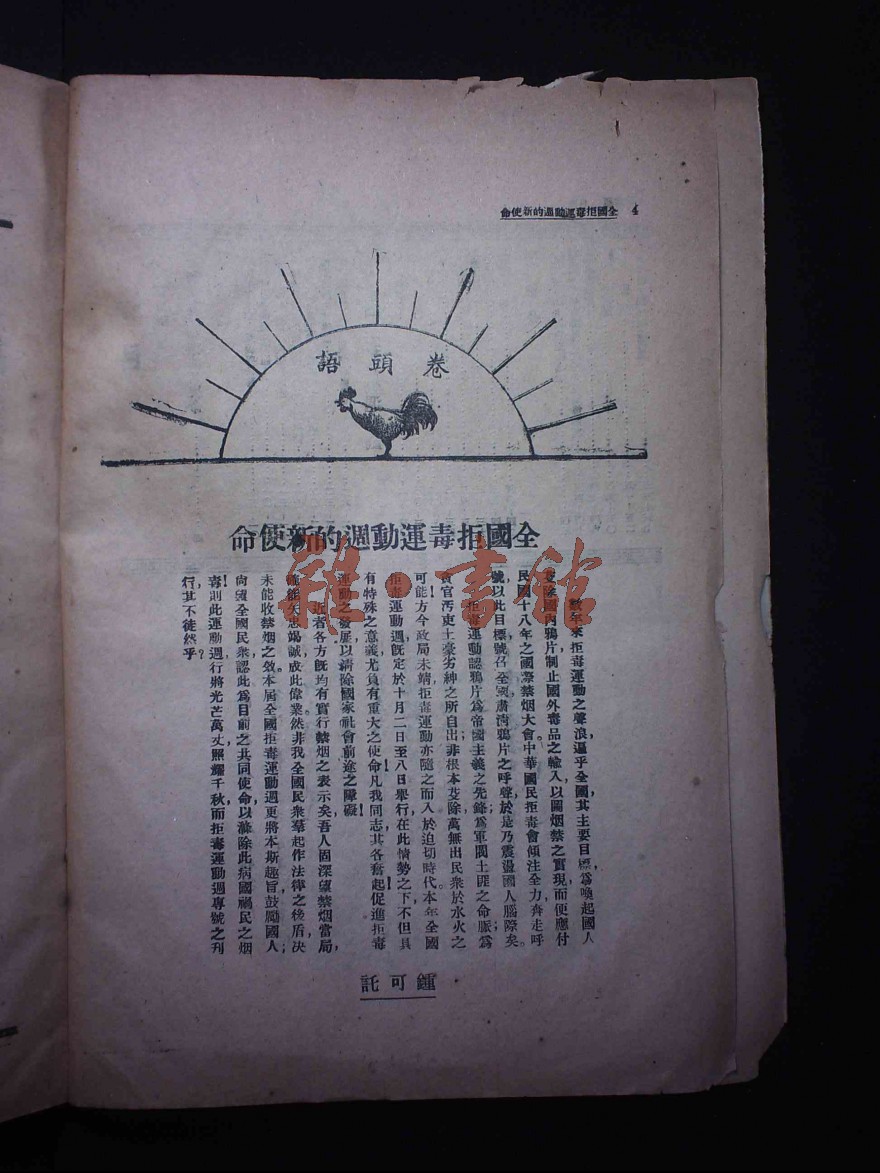 4 全國拒毒運動週的新使命
卷頭語
全國拒毒運動週的新使命
數年來拒毒運動之聲浪，遍乎全國，其主要目標，爲喚起國人
芟除國內鴉片制止國外毒品之輸入以圖烟禁之實現而便應付
民國十八年之國際禁烟大會。中華國民拒毒會傾注全力奔走呼
號，以此目標號召全國肅淸鴉片之呼聲於是乃震盪國人腦際矣。
拒毒運動認鴉片爲帝國主義之先鋒爲軍閥土匪之命脈爲
貪官汚吏土豪劣紳之所自出；非根本芟除萬無出民衆於水火之
可能！方今政局未靖拒毒運動亦隨之而入於迫切時代本年全國
拒毒運動週旣定於十月二日至八日舉行在此情勢之下，不但具
有特殊之意義尤負有重大之使命凡我同志，其各奮起促進拒毒
運動之發展以淸除國家社會前途之障礙！
近者各方旣均有實行禁烟之表示矣，吾人固深望禁烟當局，
能矢忠竭誠，成此偉業然非我全國民衆羣起作法律之後盾，決
未能收禁烟之效本屆全國拒毒運動週更將本斯趣旨，鼓勵國人；
尙望全國民衆認此爲目前之共同使命以滌除此病國禍民之烟
毒！則此運動週行將光芒萬丈，照耀千秋，而拒毒運動週專號之刊
行，其不徒然乎？
鍾可託
雜·書館